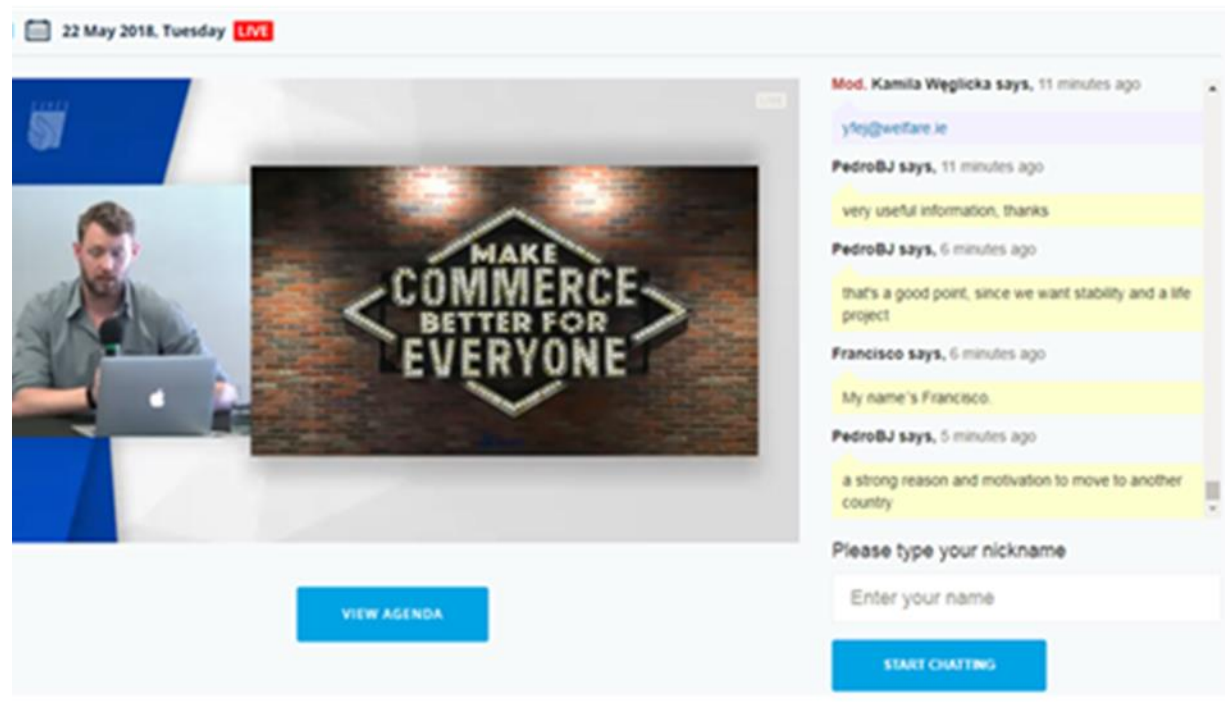 22 May 2018, Tuesday LIVE
MAKE
COMMERCE
BETTER FOR
EVERYONE
VIEW AGENDA
Mod. Kamila Węglicka says, 11 minutes ago
yfej@welfare.ie
PedroBJ says, 11 minutes ago
very useful information, thanks
PedroBJ says, 6 minutes ago
that's a good point, since we want stability and a life
project
Francisco says, 6 minutes ago
My name's Francisco.
PedroBJ says, 5 minutes ago
a strong reason and motivation to move to another
country
Please type your nickname
Enter your name
START CHATTING